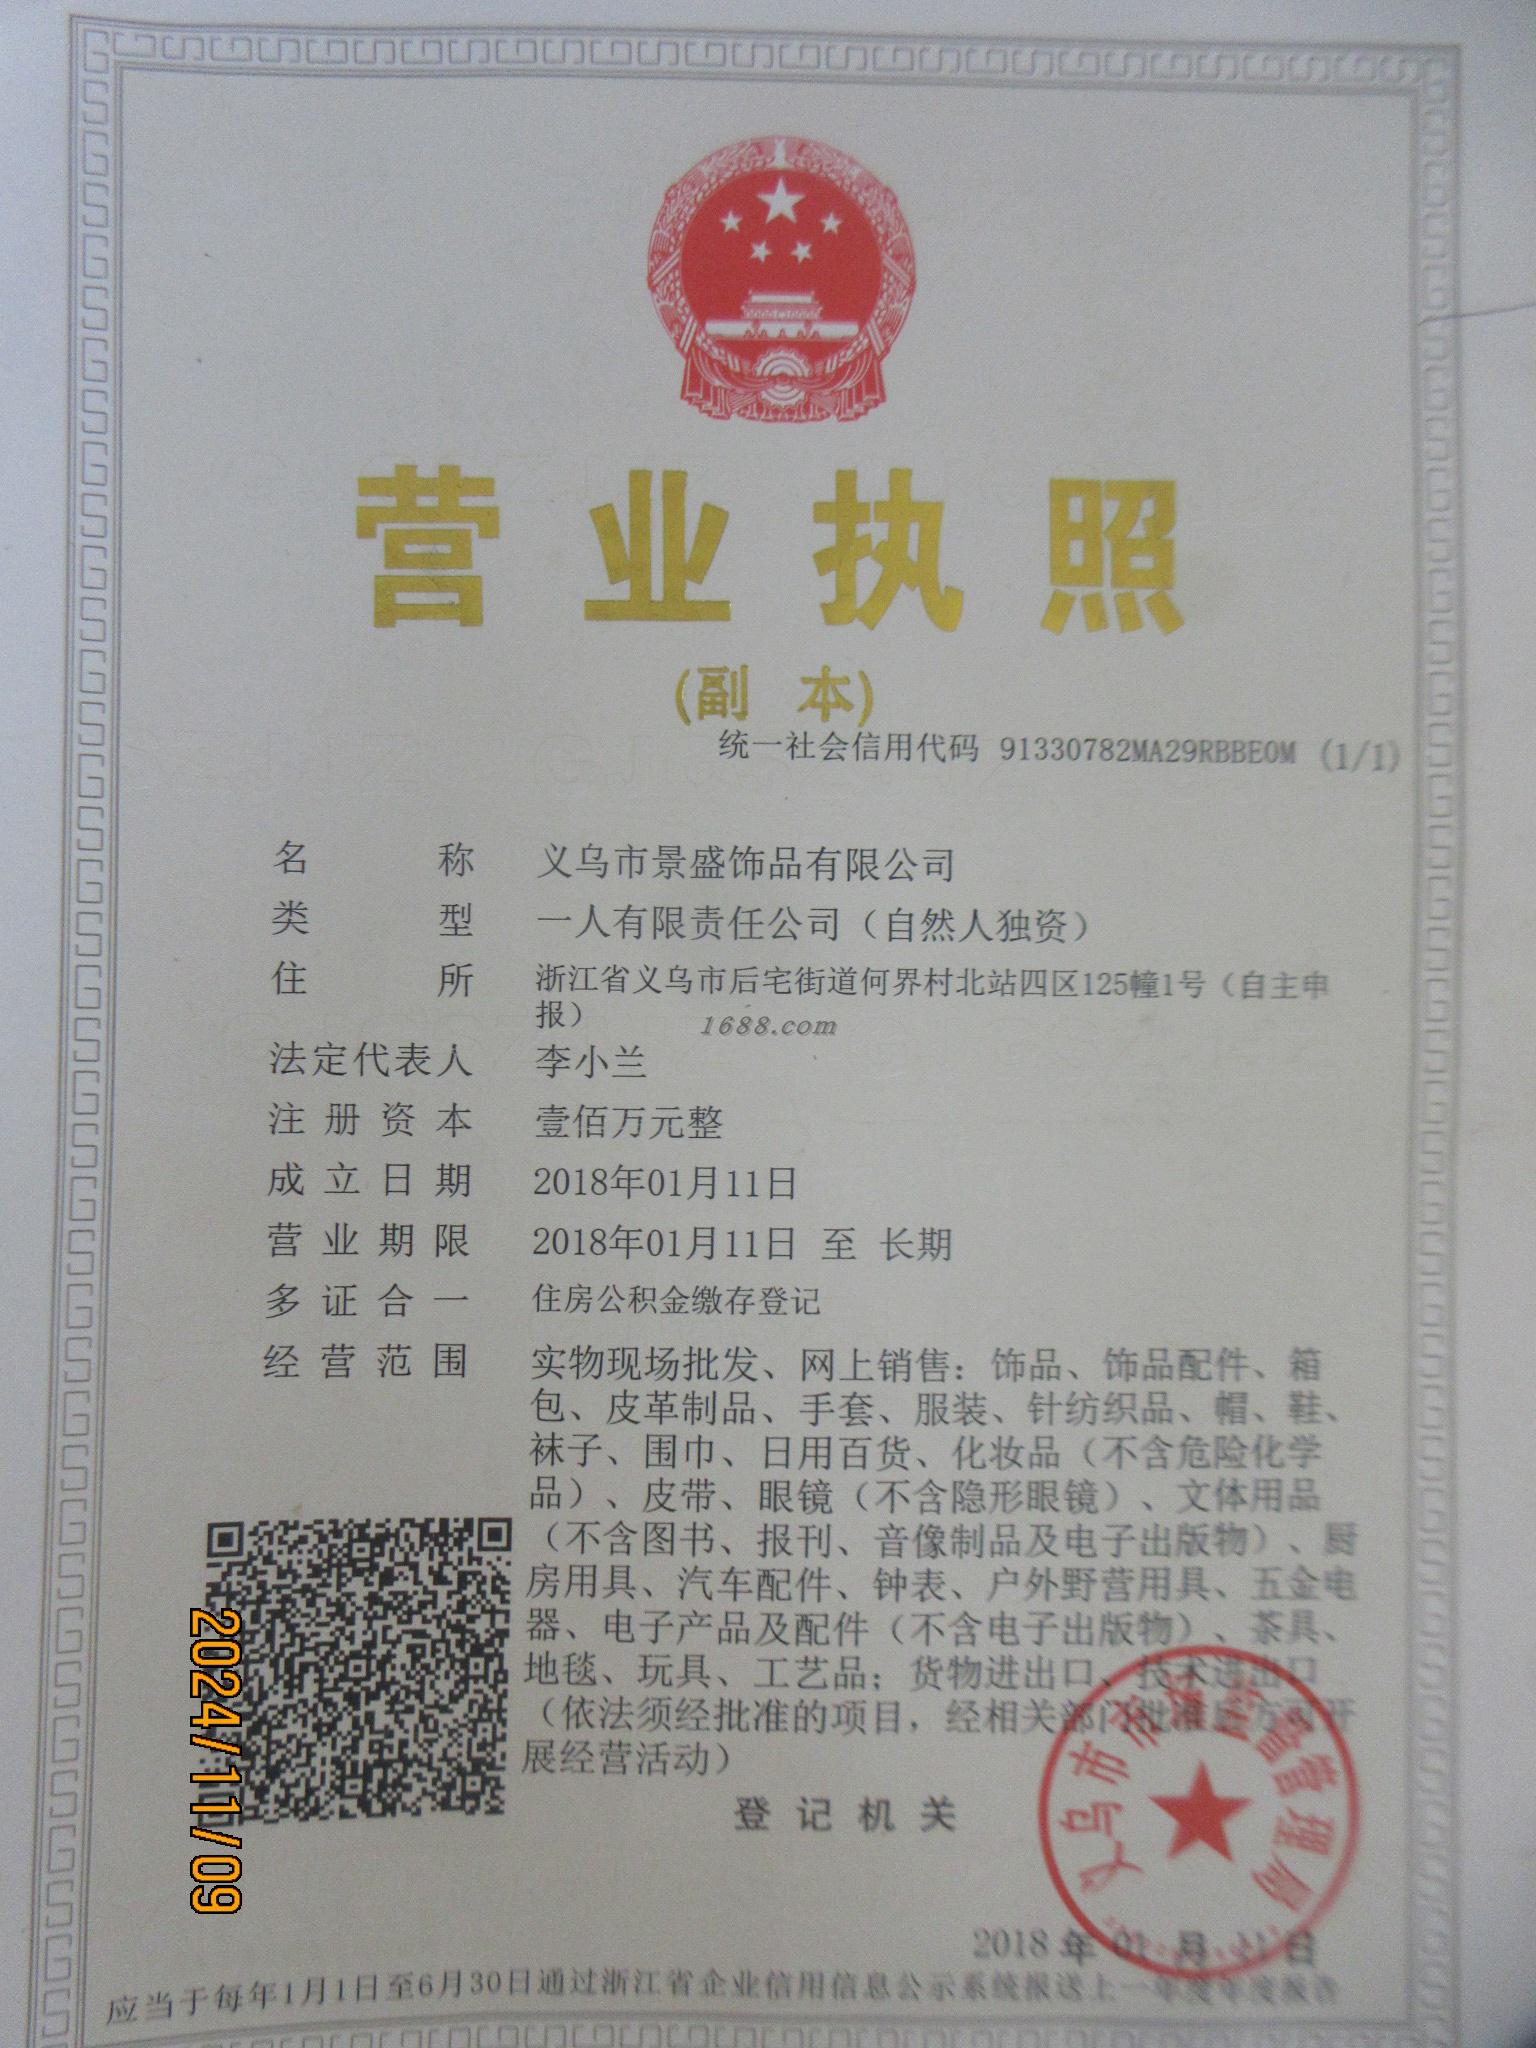 营业执照
(副 本)
统一社会信用代码 91330782MA29RBBE0M (1/1)
名 称 义乌市景盛饰品有限公司
类 型 一人有限责任公司（自然人独资）
住 所 浙江省义乌市后宅街道何界村北站四区125幢1号（自主申
报）
1688.com
法定代表人 李小兰
注册资本 壹佰万元整
成立日期 2018年01月11日
营业期限 2018年01月11日 至 长期
多证合一 住房公积金缴存登记
经营范围 实物现场批发、网上销售：饰品、饰品配件、箱
包、皮革制品、手套、服装、针纺织品、帽、鞋、
袜子、围巾、日用百货、化妆品（不含危险化学
品）、皮带、眼镜（不含隐形眼镜）、文体用品
（不含图书、报刊、音像制品及电子出版物）、厨
房用具、汽车配件、钟表、户外野营用具、五金电
器、电子产品及配件（不含电子出版物）、茶具、
地毯、玩具、工艺品；货物进出口、技术进出口
（依法须经批准的项目，经相关部门批准后方可开
展经营活动）
2024/11/09
登记机关
义乌市市场监督管理局
2018 年 01 月 11 日
应当于每年1月1日至6月30日通过浙江省企业信用信息公示系统报送上一年度年度报告